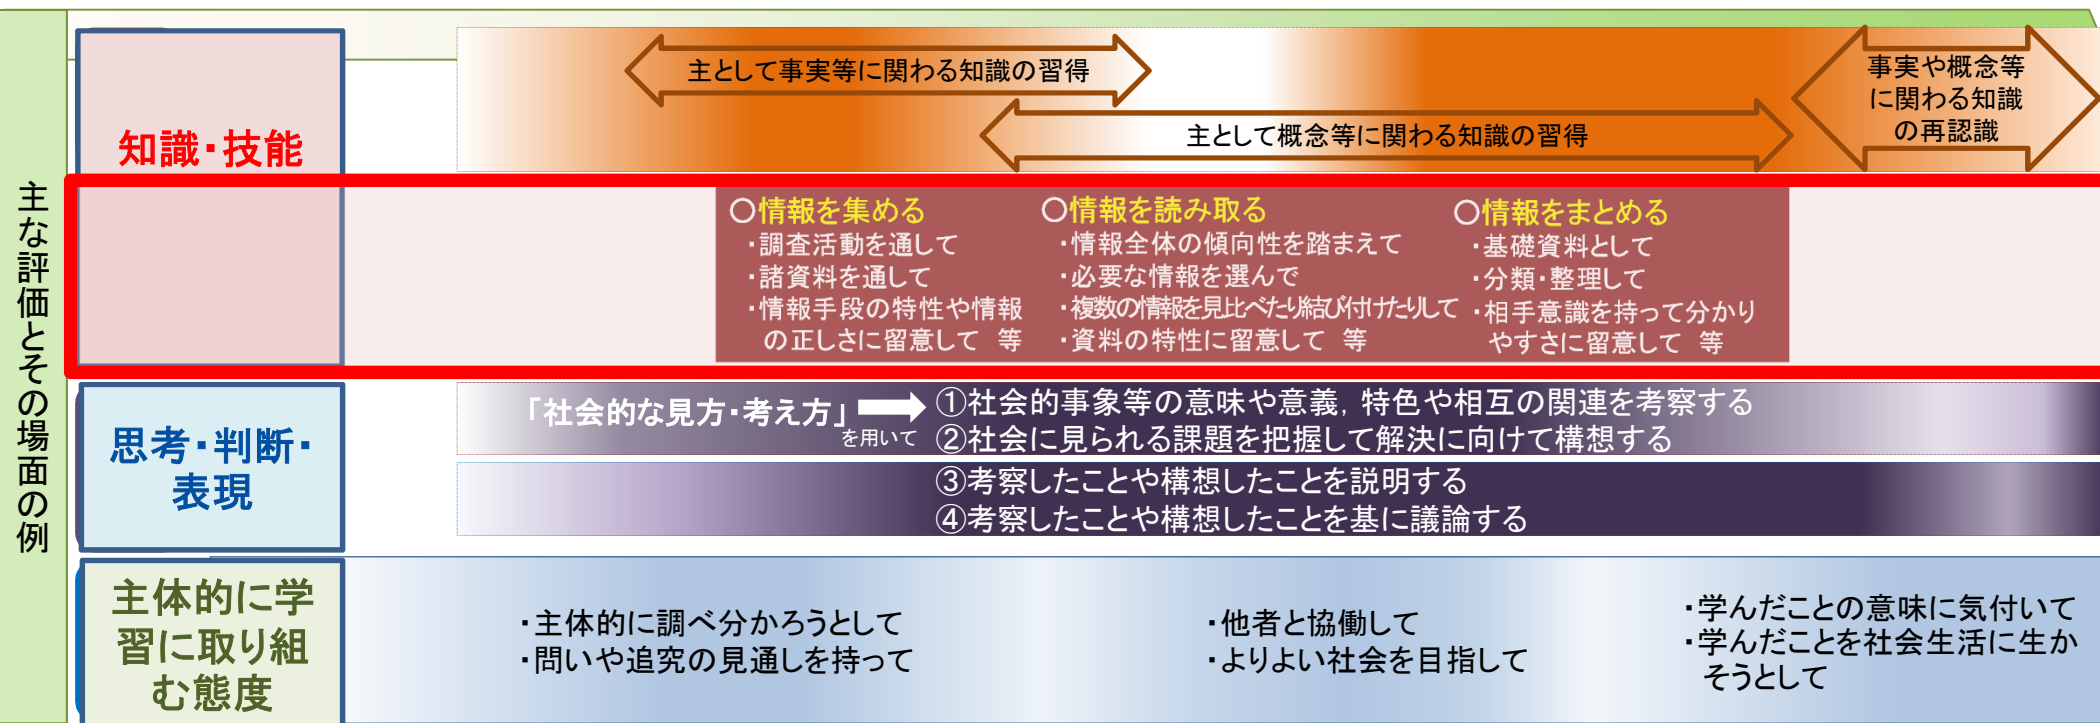 主な評価とその場面の例
知識・技能
主として事実等に関わる知識の習得
主として概念等に関わる知識の習得
事実や概念等
に関わる知識
の再認識
〇情報を集める
・調査活動を通して
・諸資料を通して
・情報手段の特性や情報
の正しさに留意して 等
〇情報を読み取る
・情報全体の傾向性を踏まえて
・必要な情報を選んで
・複数の情報を見比べたり結び付けたりして
・資料の特性に留意して 等
〇情報をまとめる
・基礎資料として
・分類・整理して
・相手意識を持って分かり
やすさに留意して 等
思考・判断・
表現
「社会的な見方・考え方」
を用いて
①社会的事象等の意味や意義，特色や相互の関連を考察する
②社会に見られる課題を把握して解決に向けて構想する
③考察したことや構想したことを説明する
④考察したことや構想したことを基に議論する
主体的に学
習に取り組
む態度
・主体的に調べ分かろうとして
・問いや追究の見通しを持って
・他者と協働して
・よりよい社会を目指して
・学んだことの意味に気付いて
・学んだことを社会生活に生か
そうとして